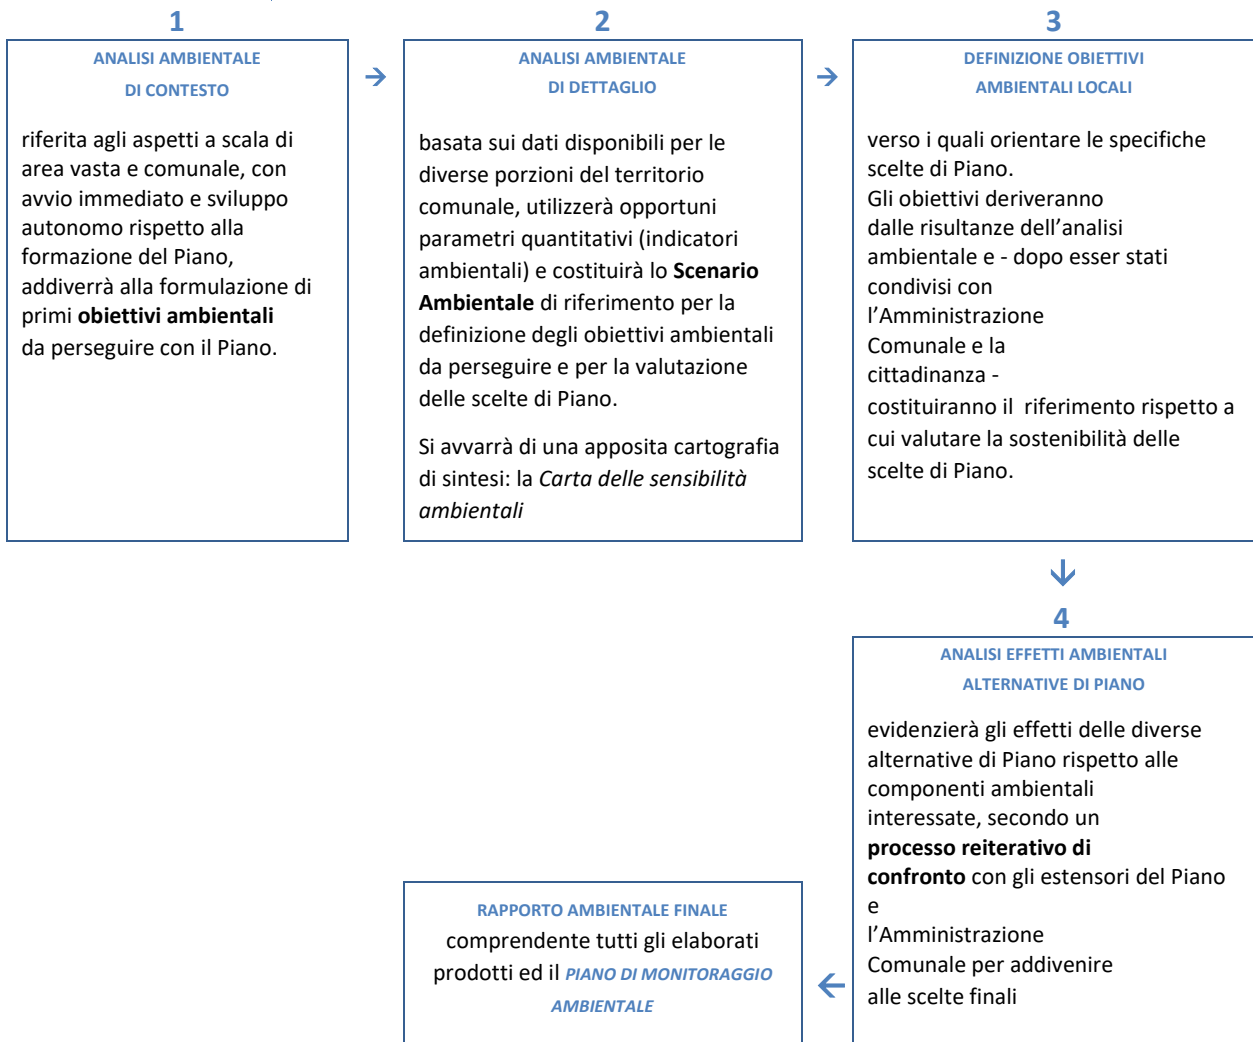 1
ANALISI AMBIENTALE
DI CONTESTO
riferita agli aspetti a scala di
area vasta e comunale, con
avvio immediato e sviluppo
autonomo rispetto alla
formazione del Piano,
addiverrà alla formulazione di
primi obiettivi ambientali
da perseguire con il Piano.
→
2
ANALISI AMBIENTALE
DI DETTAGLIO
basata sui dati disponibili per le
diverse porzioni del territorio
comunale, utilizzerà opportuni
parametri quantitativi (indicatori
ambientali) e costituirà lo Scenario
Ambientale di riferimento per la
definizione degli obiettivi ambientali
da perseguire e per la valutazione
delle scelte di Piano.
Si avvarrà di una apposita cartografia
di sintesi: la Carta delle sensibilità
ambientali
→
3
DEFINIZIONE OBIETTIVI
AMBIENTALI LOCALI
verso i quali orientare le specifiche
scelte di Piano.
Gli obiettivi deriveranno
dalle risultanze dell’analisi
ambientale e - dopo esser stati
condivisi con
l’Amministrazione
Comunale e la
cittadinanza -
costituiranno il  riferimento rispetto a
cui valutare la sostenibilità delle
scelte di Piano.
↓
4
ANALISI EFFETTI AMBIENTALI
ALTERNATIVE DI PIANO
evidenzierà gli effetti delle diverse
alternative di Piano rispetto alle
componenti ambientali
interessate, secondo un
processo reiterativo di
confronto con gli estensori del Piano
e
l’Amministrazione
Comunale per addivenire
alle scelte finali
←
RAPPORTO AMBIENTALE FINALE
comprendente tutti gli elaborati
prodotti ed il PIANO DI MONITORAGGIO
AMBIENTALE